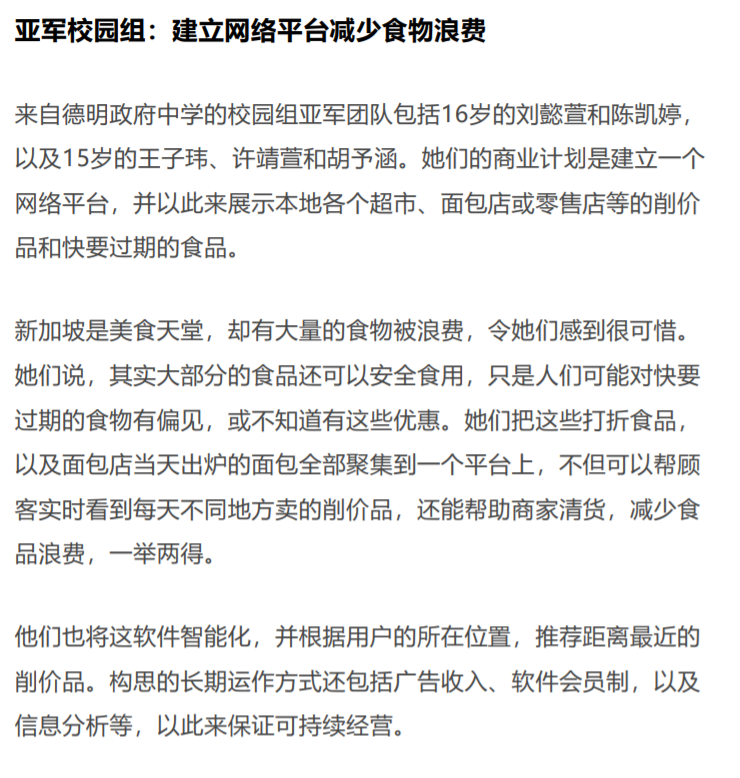 亚军校园组：建立网络平台减少食物浪费
来自德明政府中学的校园组亚军团队包括16岁的刘懿萱和陈凯婷，
以及15岁的王子玮、许靖萱和胡予涵。她们的商业计划是建立一个
网络平台，并以此来展示本地各个超市、面包店或零售店等的削价
品和快要过期的食品。
新加坡是美食天堂，却有大量的食物被浪费，令她们感到很可惜。
她们说，其实大部分的食品还可以安全食用，只是人们可能对快要
过期的食物有偏见，或不知道有这些优惠。她们把这些打折食品，
以及面包店当天出炉的面包全部聚集到一个平台上，不但可以帮顾
客实时看到每天不同地方卖的削价品，还能帮助商家清货，减少食
品浪费，一举两得。
他们也将这软件智能化，并根据用户的所在位置，推荐距离最近的
削价品。构思的长期运作方式还包括广告收入、软件会员制，以及
信息分析等，以此来保证可持续经营。